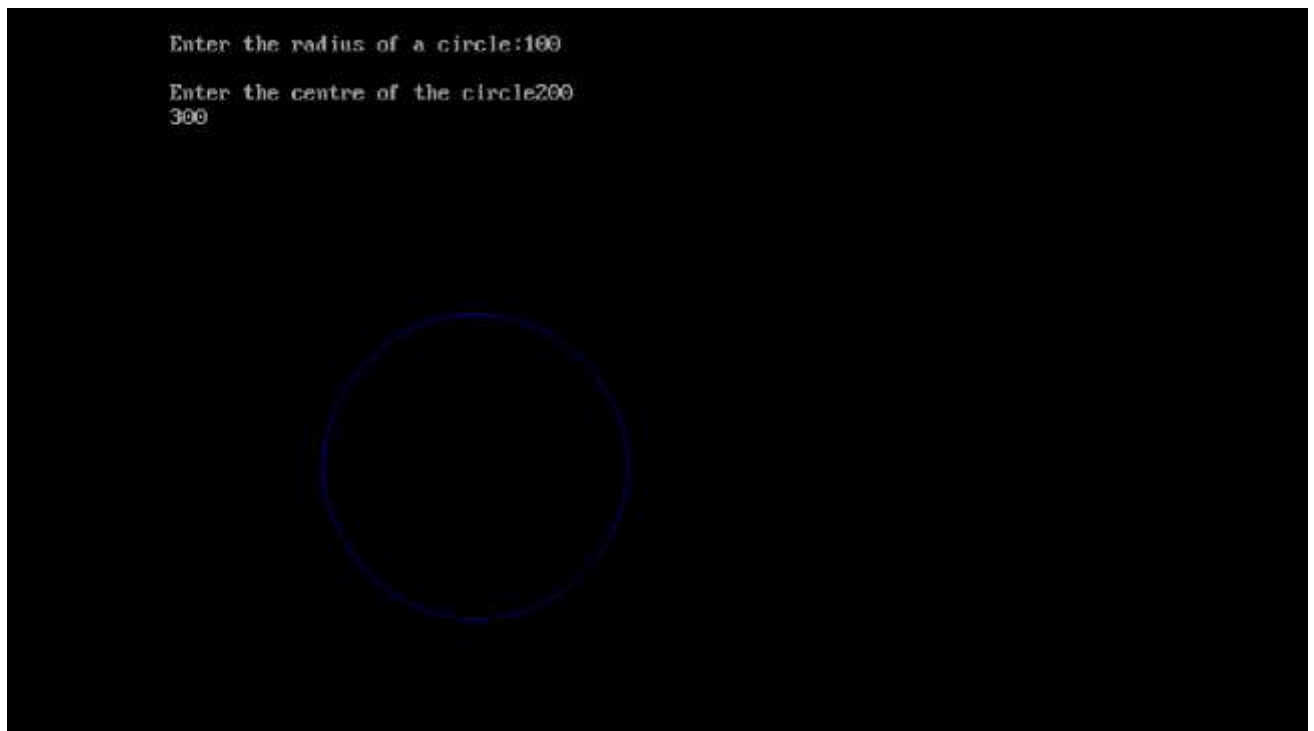 Enter the radius of a circle:100
Enter the centre of the circle200
300